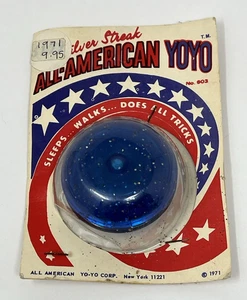 1971
9.95
Silver Streak
T.M.
ALL-AMERICAN YOYO
No. 803
SLEEPS... WALKS... DOES ALL TRICKS
ALL AMERICAN YO-YO CORP. New York 11221
© 1971